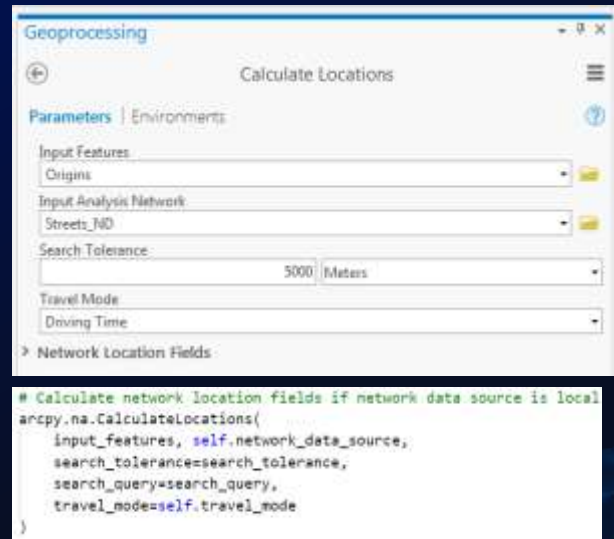 Geoprocessing
Calculate Locations
Parameters | Environments
Input Features
Origins
Input Analysis Network
Streets_ND
Search Tolerance
5000 Meters
Travel Mode
Driving Time
> Network Location Fields
# Calculate network location fields if network data source is local
arcpy.na.CalculateLocations(
    input_features, self.network_data_source,
    search_tolerance=search_tolerance,
    search_query=search_query,
    travel_mode=self.travel_mode
)